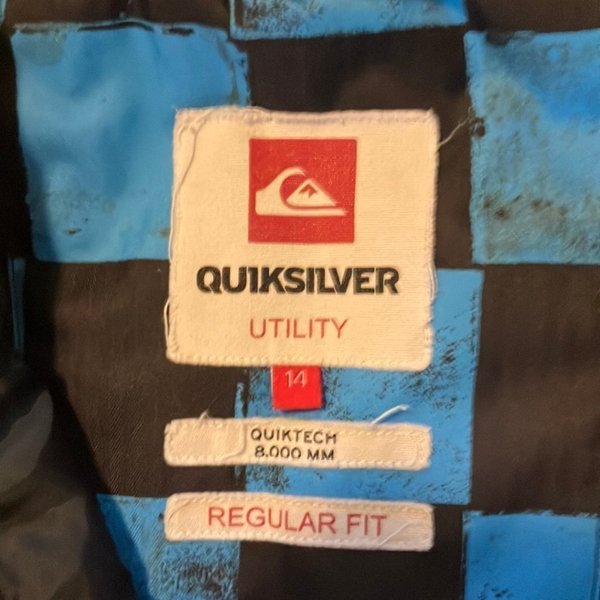 QUIKSILVER
UTILITY
14
QUIKTECH
8.000 MM
REGULAR FIT